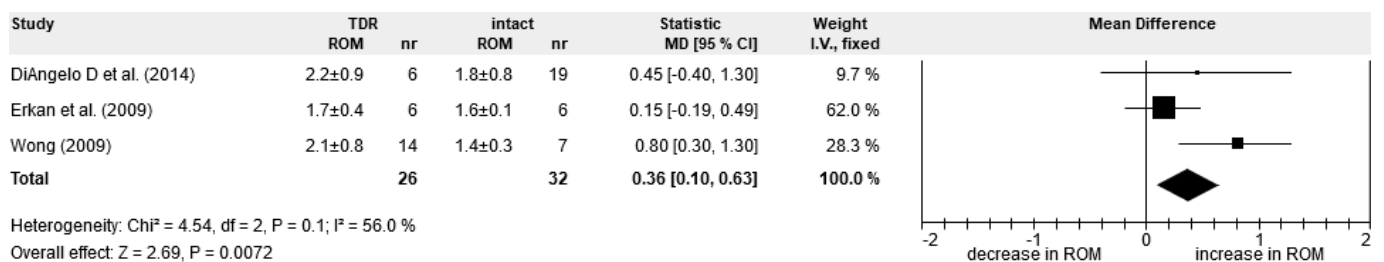 Study TDR intact Statistic Weight Mean Difference
ROM nr ROM nr MD [95 % CI] I.V., fixed
DiAngelo D et al. (2014) 2.2±0.9 6 1.8±0.8 19 0.45 [-0.40, 1.30] 9.7 %
Erkan et al. (2009) 1.7±0.4 6 1.6±0.1 6 0.15 [-0.19, 0.49] 62.0 %
Wong (2009) 2.1±0.8 14 1.4±0.3 7 0.80 [0.30, 1.30] 28.3 %
Total 26 32 0.36 [0.10, 0.63] 100.0 %
Heterogeneity: Chi² = 4.54, df = 2, P = 0.1; I² = 56.0 %
-2 -1 0 1 2
Overall effect: Z = 2.69, P = 0.0072 decrease in ROM increase in ROM